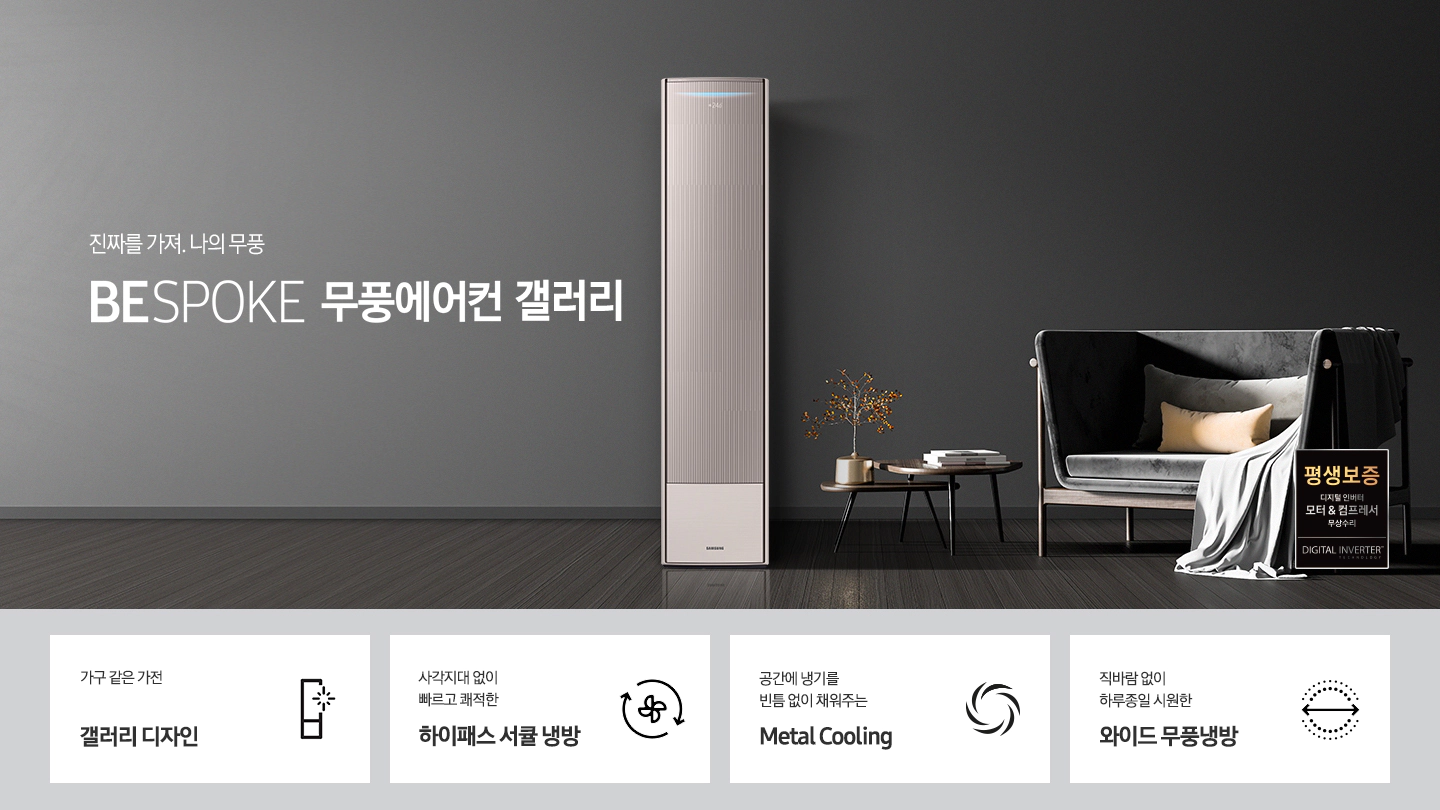 진짜를 가져. 나의 무풍
BESPOKE 무풍에어컨 갤러리
SAMSUNG
평생보증
디지털 인버터
모터 & 컴프레서
무상수리
DIGITAL INVERTER
TECHNOLOGY
가구 같은 가전
갤러리 디자인
사각지대 없이
빠르고 쾌적한
하이패스 서큘 냉방
공간에 냉기를
빈틈 없이 채워주는
Metal Cooling
직바람 없이
하루종일 시원한
와이드 무풍냉방